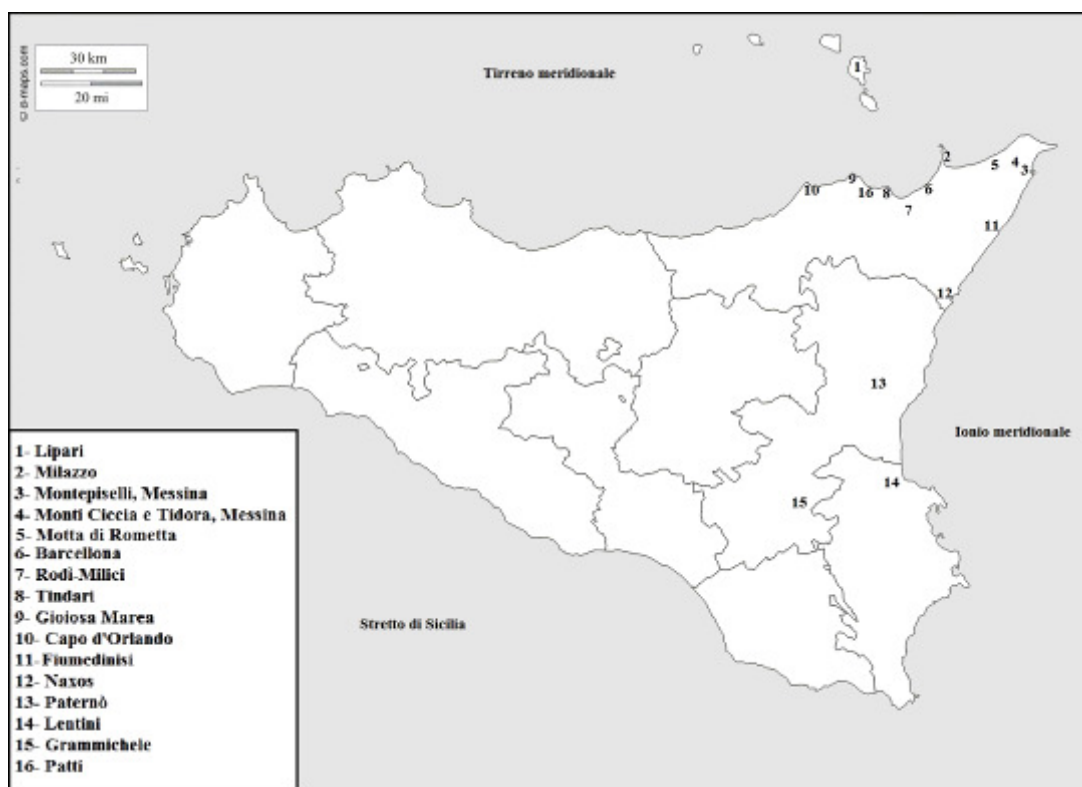 30 km
20 mi
© d-maps.com
Tirreno meridionale
1
2
5
4
3
9
10
16
8
6
7
11
12
13
Ionio meridionale
14
15
Stretto di Sicilia
1- Lipari
2- Milazzo
3- Montepiselli, Messina
4- Monti Ciccia e Tidora, Messina
5- Motta di Rometta
6- Barcellona
7- Rodì-Milici
8- Tindari
9- Gioiosa Marea
10- Capo d'Orlando
11- Fiumedinisi
12- Naxos
13- Paternò
14- Lentini
15- Grammichele
16- Patti